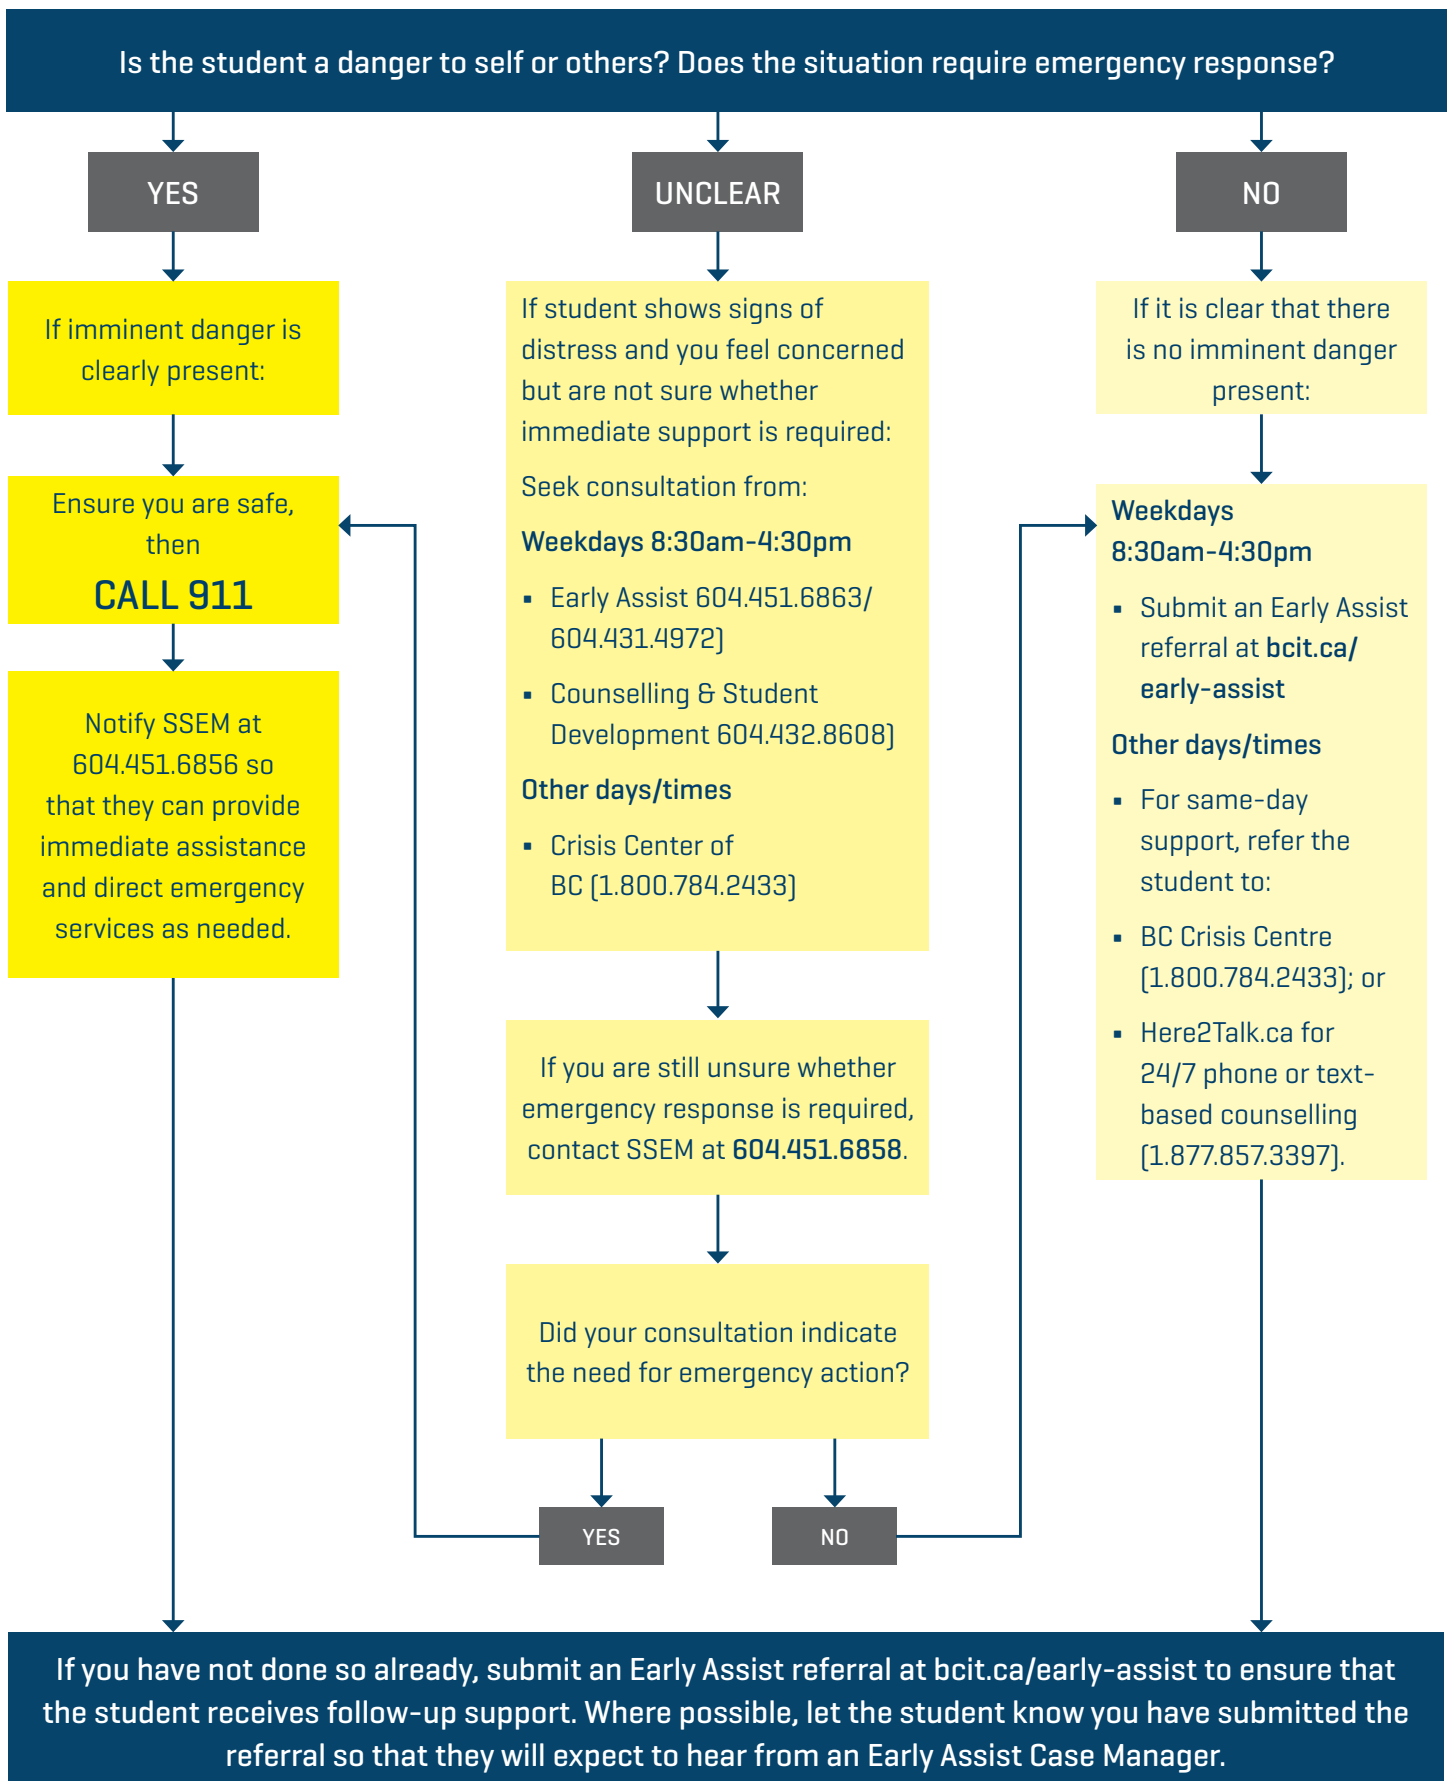 Is the student a danger to self or others? Does the situation require emergency response?
YES
If imminent danger is
clearly present:
Ensure you are safe,
then
CALL 911
Notify SSEM at
604.451.6856 so
that they can provide
immediate assistance
and direct emergency
services as needed.
UNCLEAR
If student shows signs of
distress and you feel concerned
but are not sure whether
immediate support is required:
Seek consultation from:
Weekdays 8:30am-4:30pm
▪ Early Assist 604.451.6863/
604.431.4972)
▪ Counselling & Student
Development 604.432.8608)
Other days/times
▪ Crisis Center of
BC (1.800.784.2433)
If you are still unsure whether
emergency response is required,
contact SSEM at 604.451.6858.
Did your consultation indicate
the need for emergency action?
YES
NO
NO
If it is clear that there
is no imminent danger
present:
Weekdays
8:30am-4:30pm
▪ Submit an Early Assist
referral at bcit.ca/
early-assist
Other days/times
▪ For same-day
support, refer the
student to:
▪ BC Crisis Centre
(1.800.784.2433); or
▪ Here2Talk.ca for
24/7 phone or text-
based counselling
(1.877.857.3397).
If you have not done so already, submit an Early Assist referral at bcit.ca/early-assist to ensure that
the student receives follow-up support. Where possible, let the student know you have submitted the
referral so that they will expect to hear from an Early Assist Case Manager.